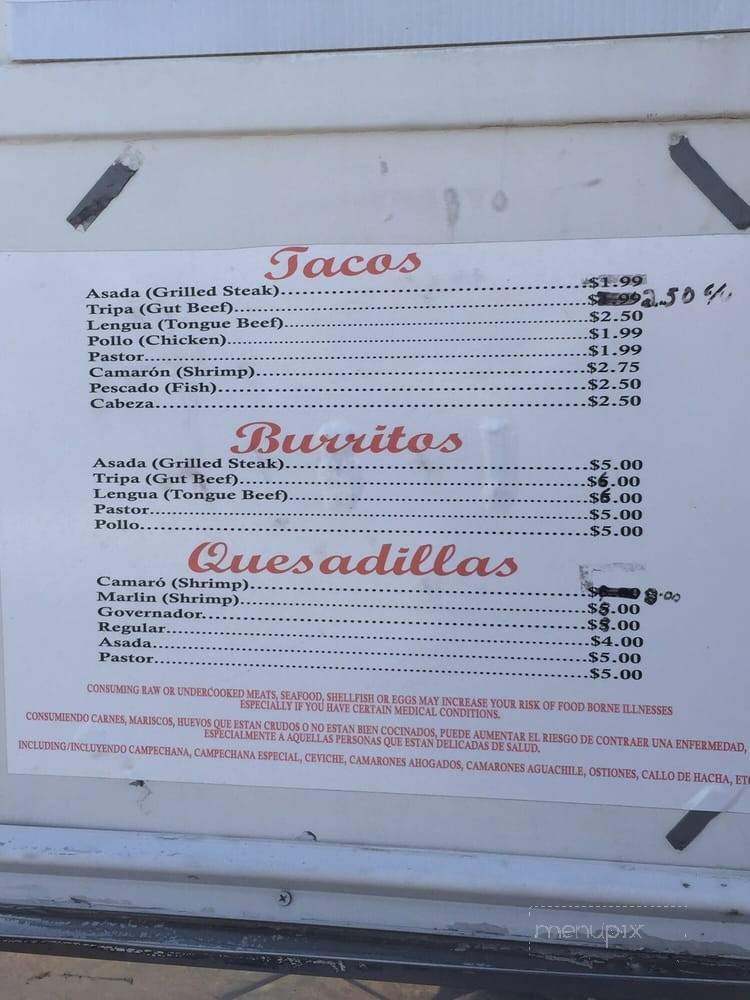 Tacos
Asada (Grilled Steak)....................$1.99
Tripa (Gut Beef)....................2.50 c/u
Lengua (Tongue Beef)....................$2.50
Pollo (Chicken)....................$1.99
Pastor....................$1.99
Camarón (Shrimp)....................$2.75
Pescado (Fish)....................$2.50
Cabeza....................$2.50
Burritos
Asada (Grilled Steak)....................$5.00
Tripa (Gut Beef)....................$6.00
Lengua (Tongue Beef)....................$6.00
Pastor....................$5.00
Pollo....................$5.00
Quesadillas
Camaró (Shrimp)....................
Marlin (Shrimp)....................
Governador....................
Regular....................$4.00
Asada....................$5.00
Pastor....................$5.00
CONSUMING RAW OR UNDERCOOKED MEATS, SEAFOOD, SHELLFISH OR EGGS MAY INCREASE YOUR RISK OF FOOD BORNE ILLNESSES
ESPECIALLY IF YOU HAVE CERTAIN MEDICAL CONDITIONS.
CONSUMIENDO CARNES, MARISCOS, HUEVOS QUE ESTAN CRUDOS O NO ESTAN BIEN COCINADOS, PUEDE AUMENTAR EL RIESGO DE CONTRAER UNA ENFERMEDAD,
ESPECIALMENTE A AQUELLAS PERSONAS QUE ESTAN DELICADAS DE SALUD.
INCLUDING/INCLUYENDO CAMPECHANA, CAMPECHANA ESPECIAL, CEVICHE, CAMARONES AHOGADOS, CAMARONES AGUACHILE, OSTIONES, CALLO DE HACHA, ETC
menupix